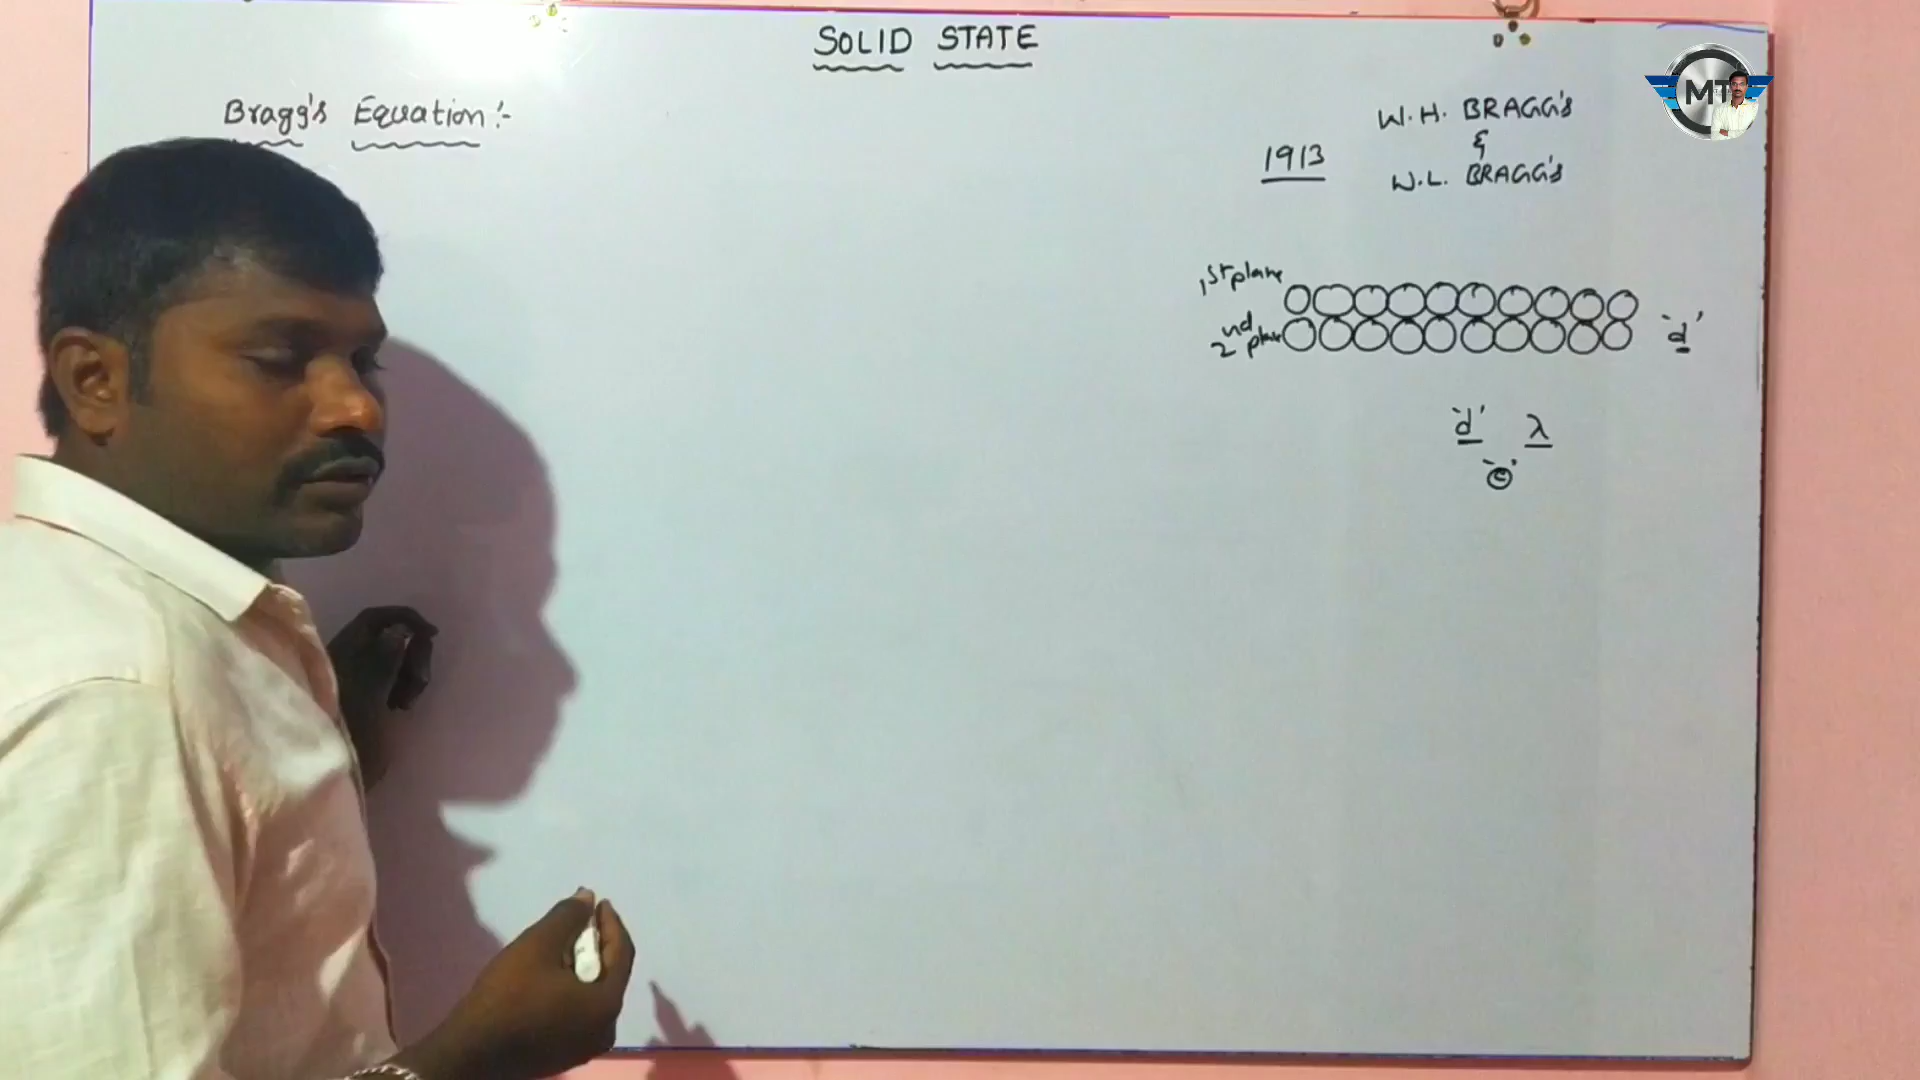 SOLID STATE
Bragg's Equation:-
1913
W.H. BRAGG'S
&
W.L. BRAGG'S
MT
1st plane
2nd plane
'd'
'd' λ
'Θ'